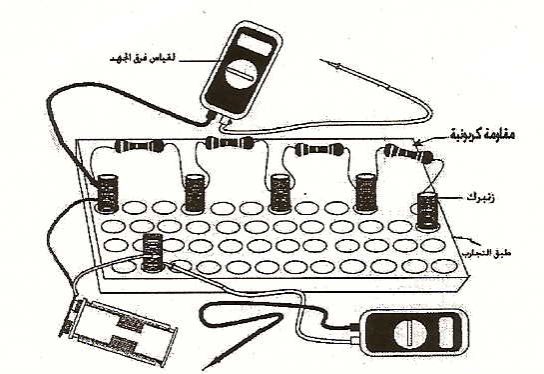 لقياس فرق الجهد
مقاومة كربونية
زنبرك
طبق التجارب